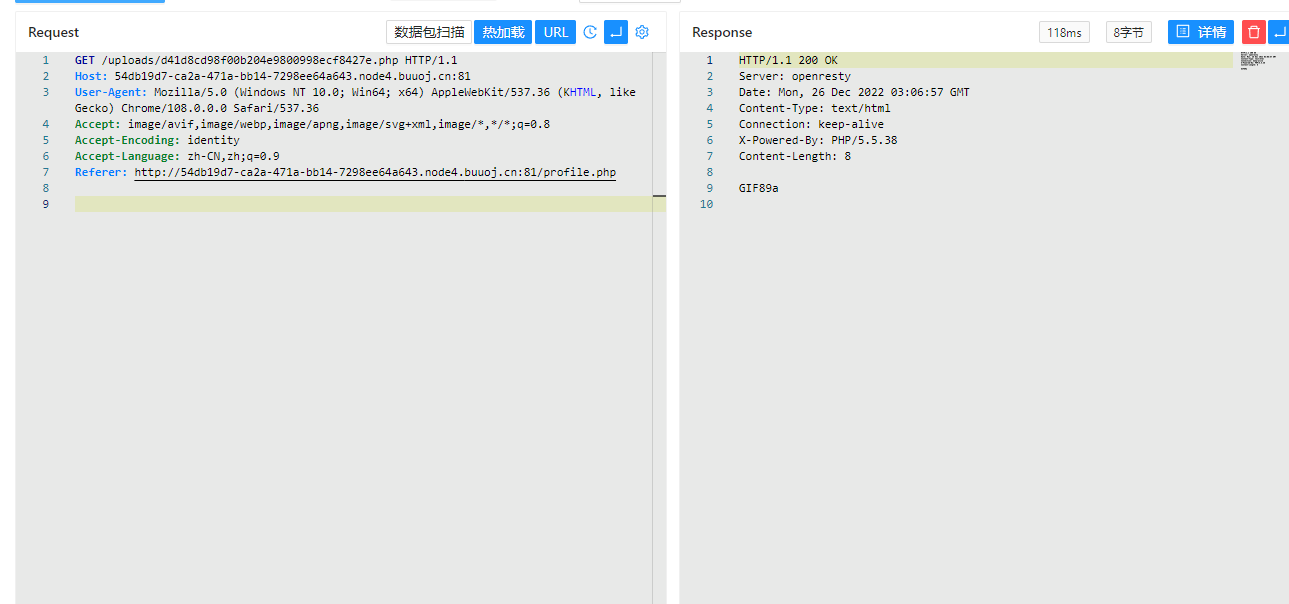 Request
数据包扫描
热加载
URL
1 GET /uploads/d41d8cd98f00b204e9800998ecf8427e.php HTTP/1.1
2 Host: 54db19d7-ca2a-471a-bb14-7298ee64a643.node4.buuoj.cn:81
3 User-Agent: Mozilla/5.0 (Windows NT 10.0; Win64; x64) AppleWebKit/537.36 (KHTML, like
Gecko) Chrome/108.0.0.0 Safari/537.36
4 Accept: image/avif,image/webp,image/apng,image/svg+xml,image/*,*/*;q=0.8
5 Accept-Encoding: identity
6 Accept-Language: zh-CN,zh;q=0.9
7 Referer: http://54db19d7-ca2a-471a-bb14-7298ee64a643.node4.buuoj.cn:81/profile.php
8
9
Response
118ms
8字节
详情
1 HTTP/1.1 200 OK
2 Server: openresty
3 Date: Mon, 26 Dec 2022 03:06:57 GMT
4 Content-Type: text/html
5 Connection: keep-alive
6 X-Powered-By: PHP/5.5.38
7 Content-Length: 8
8
9 GIF89a
10